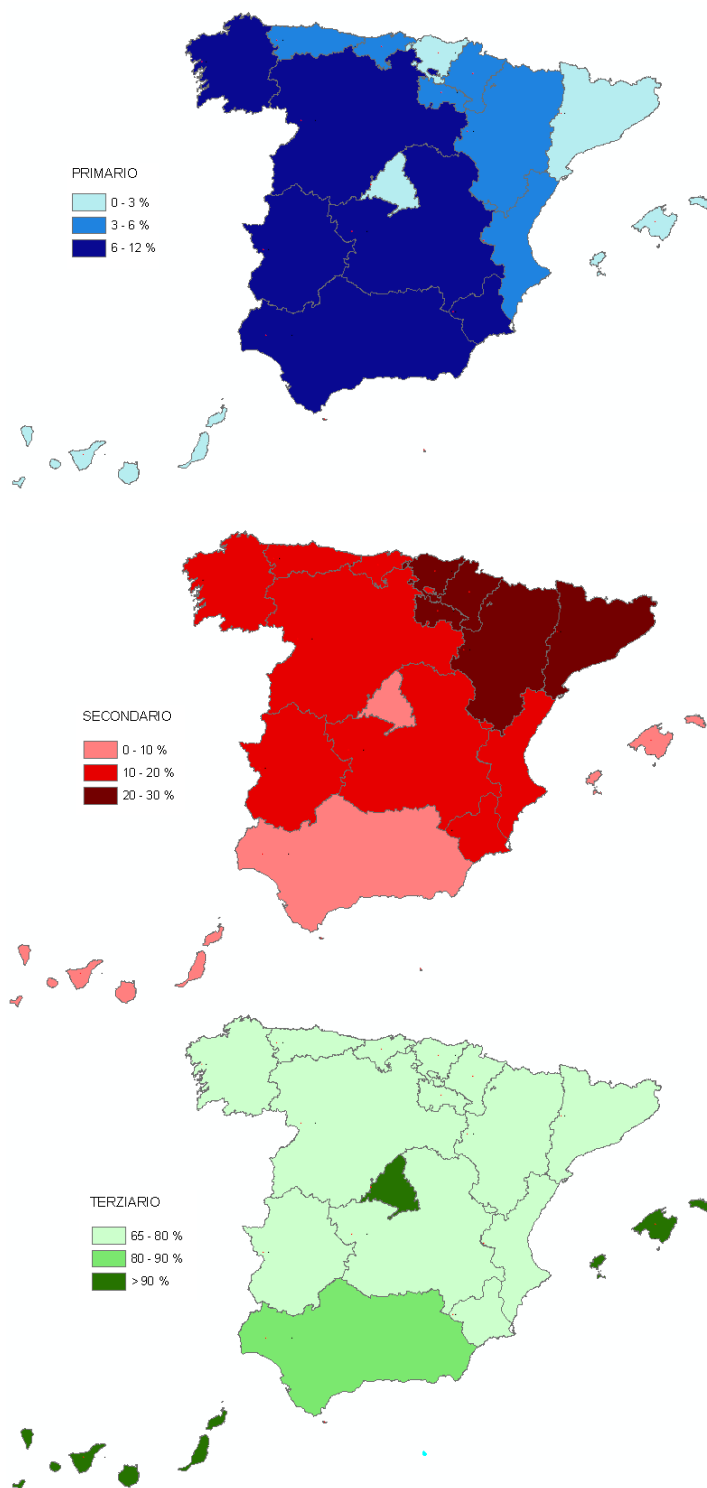 PRIMARIO
0 - 3 %
3 - 6 %
6 - 12 %
SECONDARIO
0 - 10 %
10 - 20 %
20 - 30 %
TERZIARIO
65 - 80 %
80 - 90 %
> 90 %